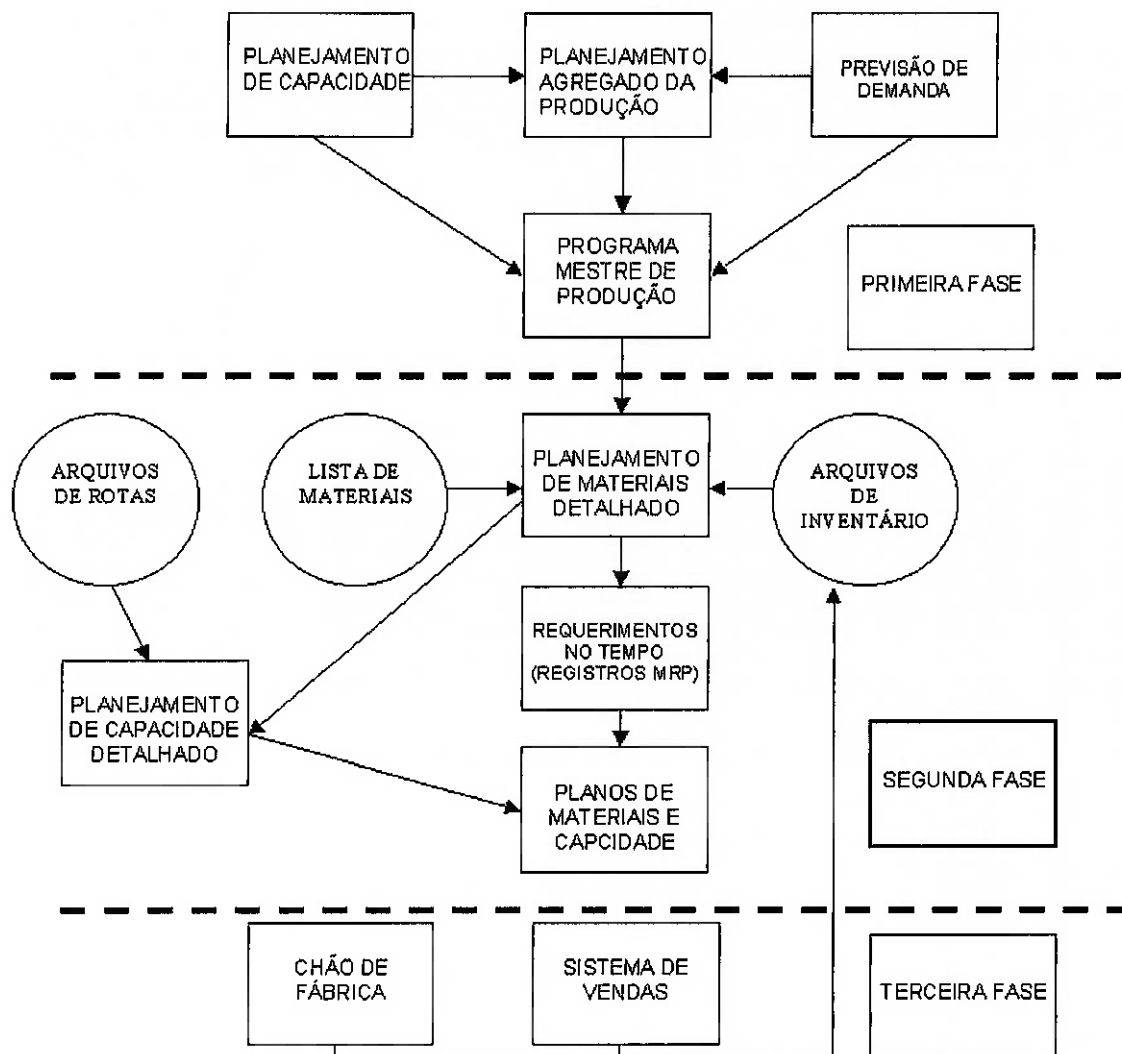 PLANEJAMENTO
DE CAPACIDADE
PLANEJAMENTO
AGREGADO DA
PRODUÇÃO
PREVISÃO DE
DEMANDA
PROGRAMA
MESTRE DE
PRODUÇÃO
PRIMEIRA FASE
ARQUIVOS
DE ROTAS
LISTA DE
MATERIAIS
PLANEJAMENTO
DE MATERIAIS
DETALHADO
ARQUIVOS
DE
INVENTÁRIO
REQUERIMENTOS
NO TEMPO
(REGISTROS MRP)
PLANEJAMENTO
DE CAPACIDADE
DETALHADO
PLANOS DE
MATERIAIS E
CAPCIDADE
SEGUNDA FASE
CHÃO DE
FÁBRICA
SISTEMA DE
VENDAS
TERCEIRA FASE